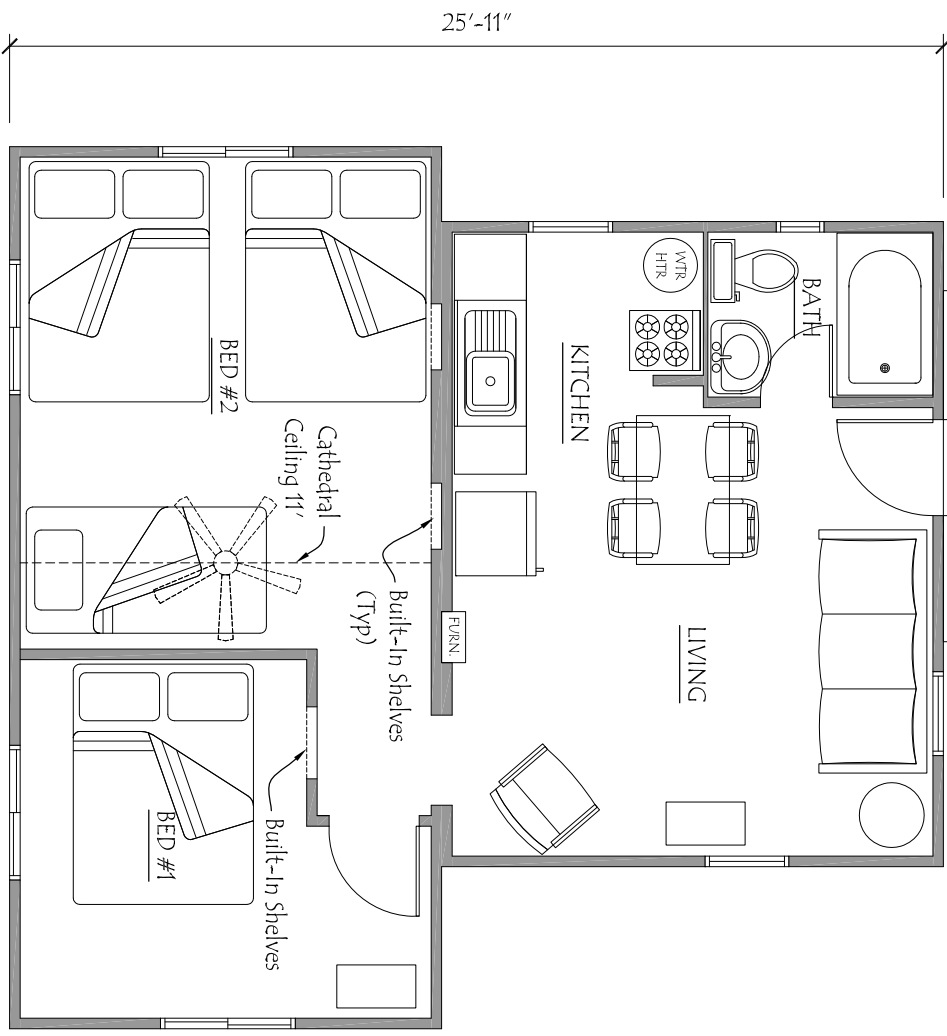 25'-11"
WTR
HTR
BATH
KITCHEN
BED #2
Cathedral
Ceiling 11'
Built-In Shelves
(Typ)
FURN.
LIVING
BED #1
Built-In Shelves